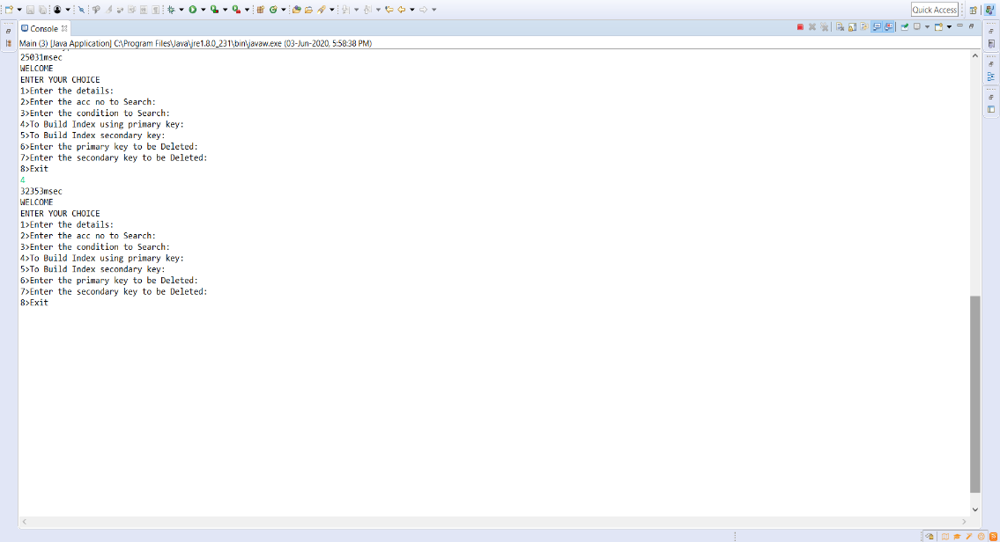 Quick Access
Console
Main (3) [Java Application] C:\Program Files\Java\jre1.8.0_231\bin\javaw.exe (03-Jun-2020, 5:58:38 PM)
25031msec
WELCOME
ENTER YOUR CHOICE
1>Enter the details:
2>Enter the acc no to Search:
3>Enter the condition to Search:
4>To Build Index using primary key:
5>To Build Index secondary key:
6>Enter the primary key to be Deleted:
7>Enter the secondary key to be Deleted:
8>Exit
4
32353msec
WELCOME
ENTER YOUR CHOICE
1>Enter the details:
2>Enter the acc no to Search:
3>Enter the condition to Search:
4>To Build Index using primary key:
5>To Build Index secondary key:
6>Enter the primary key to be Deleted:
7>Enter the secondary key to be Deleted:
8>Exit